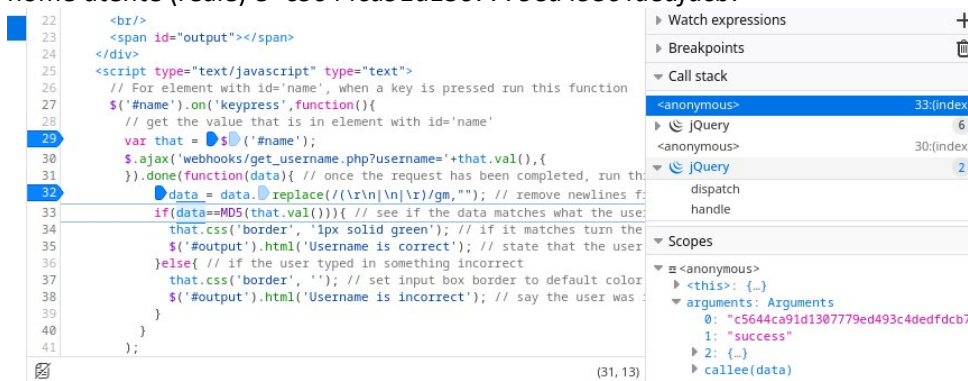 nome utente (reale)
22 <br/>
23 <span id="output"></span>
24 </div>
25 <script type="text/javascript" type="text">
26 // For element with id='name', when a key is pressed run this function
27 $('#name').on('keypress',function(){
28 // get the value that is in element with id='name'
29 var that = $('#name');
30 $.ajax('webhooks/get_username.php?username='+that.val(),{
31 }).done(function(data){ // once the request has been completed, run
32 data = data.replace(/(\r\n|\n|\r)/gm,""); // remove newlines
33 if(data==MD5(that.val())){ // see if the data matches what the
34 that.css('border', '1px solid green'); // if it matches turn the
35 $('#output').html('Username is correct'); // state that the user
36 }else{ // if the user typed in something incorrect
37 that.css('border', ''); // set input box border to default color
38 $('#output').html('Username is incorrect'); // say the user was
39 }
40 }
41 );
(31, 13)
Watch expressions
Breakpoints
Call stack
<anonymous> 33:(index
jQuery 6
<anonymous> 30:(index
jQuery 2
dispatch
handle
Scopes
<anonymous>
<this>: {…}
arguments: Arguments
0: "c5644ca91d1307779ed493c4dedfdcb7
1: "success"
2: {…}
callee(data)